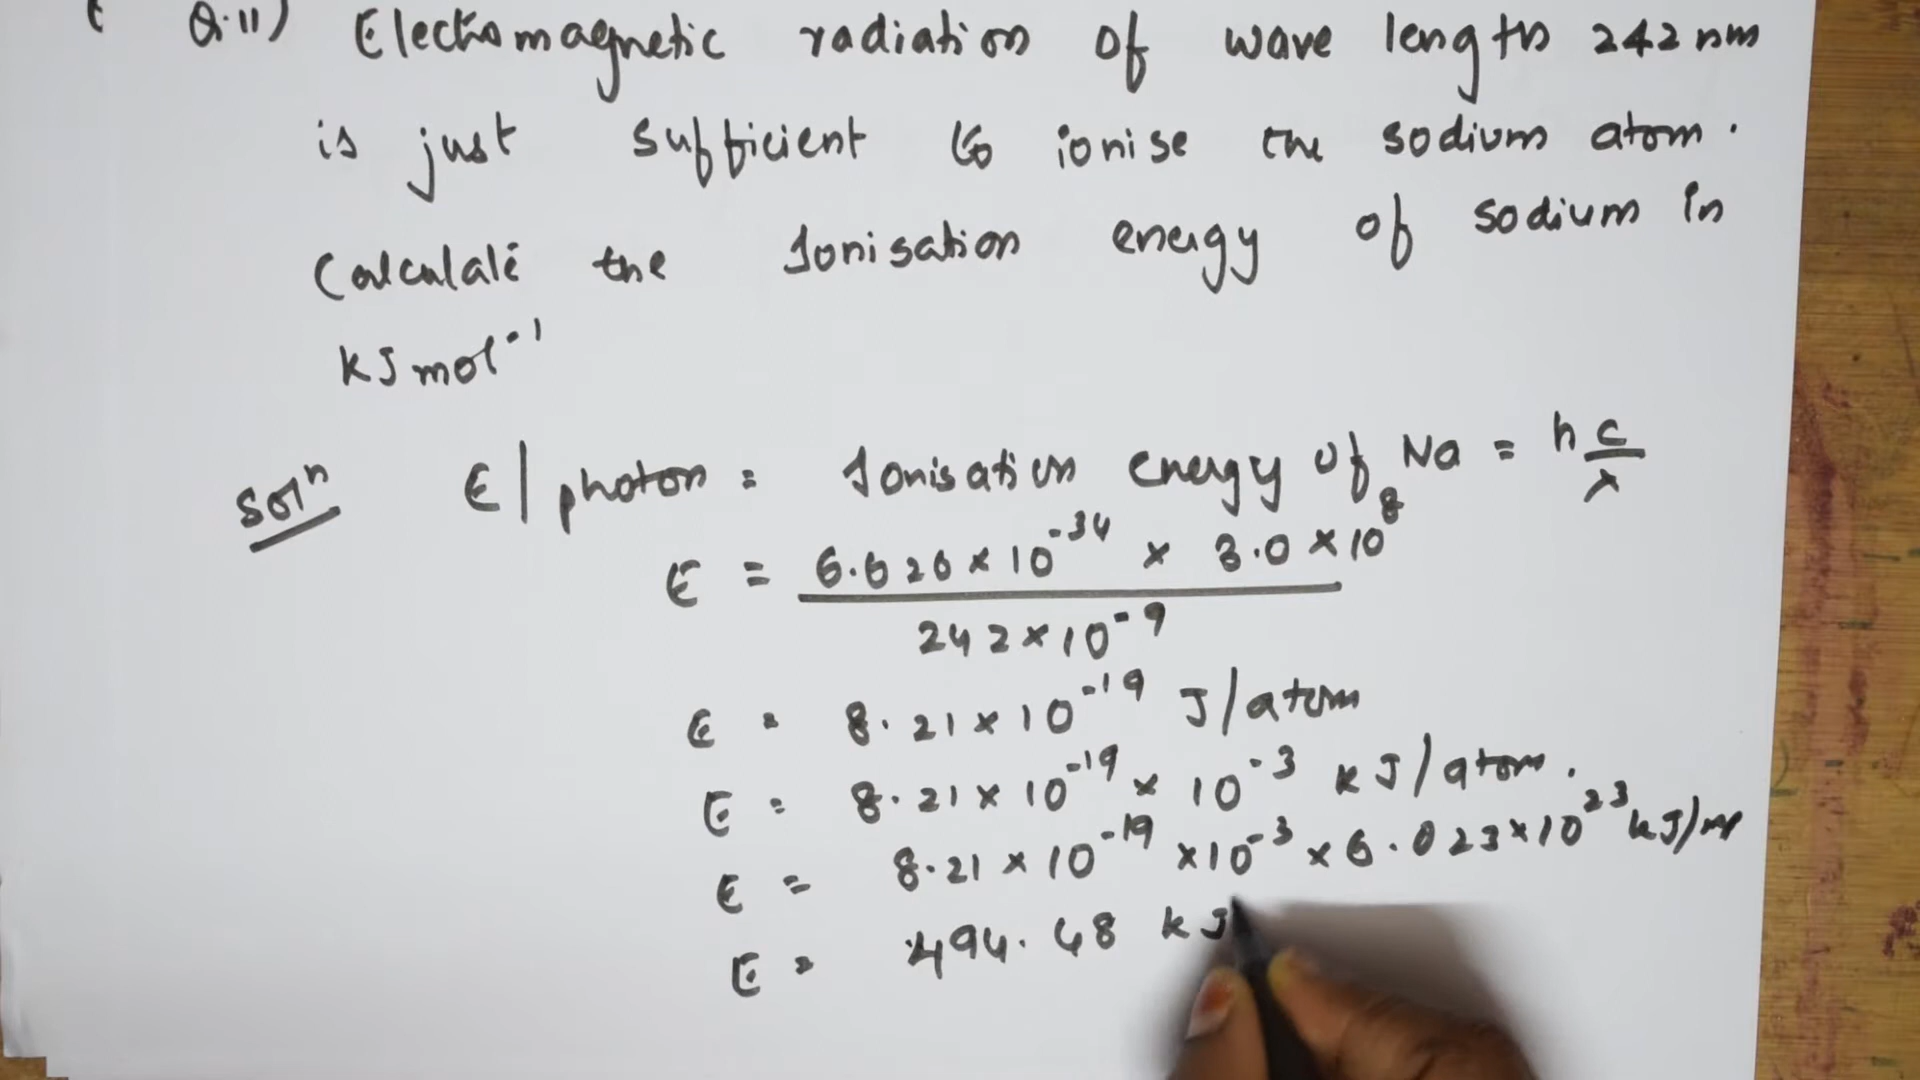 Q.11) Electromagnetic radiation of wave length 242 nm
is just sufficient to ionise the sodium atom.
Calculate the Ionisation energy of sodium in
KJ mol⁻¹
Solⁿ E/photon = Ionisation energy of Na = h c/λ
E = 6.626 × 10⁻³⁴ × 3.0 × 10⁸
242 × 10⁻⁹
E = 8.21 × 10⁻¹⁹ J/atom
E = 8.21 × 10⁻¹⁹ × 10⁻³ kJ/atom.
E = 8.21 × 10⁻¹⁹ × 10⁻³ × 6.023 × 10²³ kJ/
E = 494.48 kJ